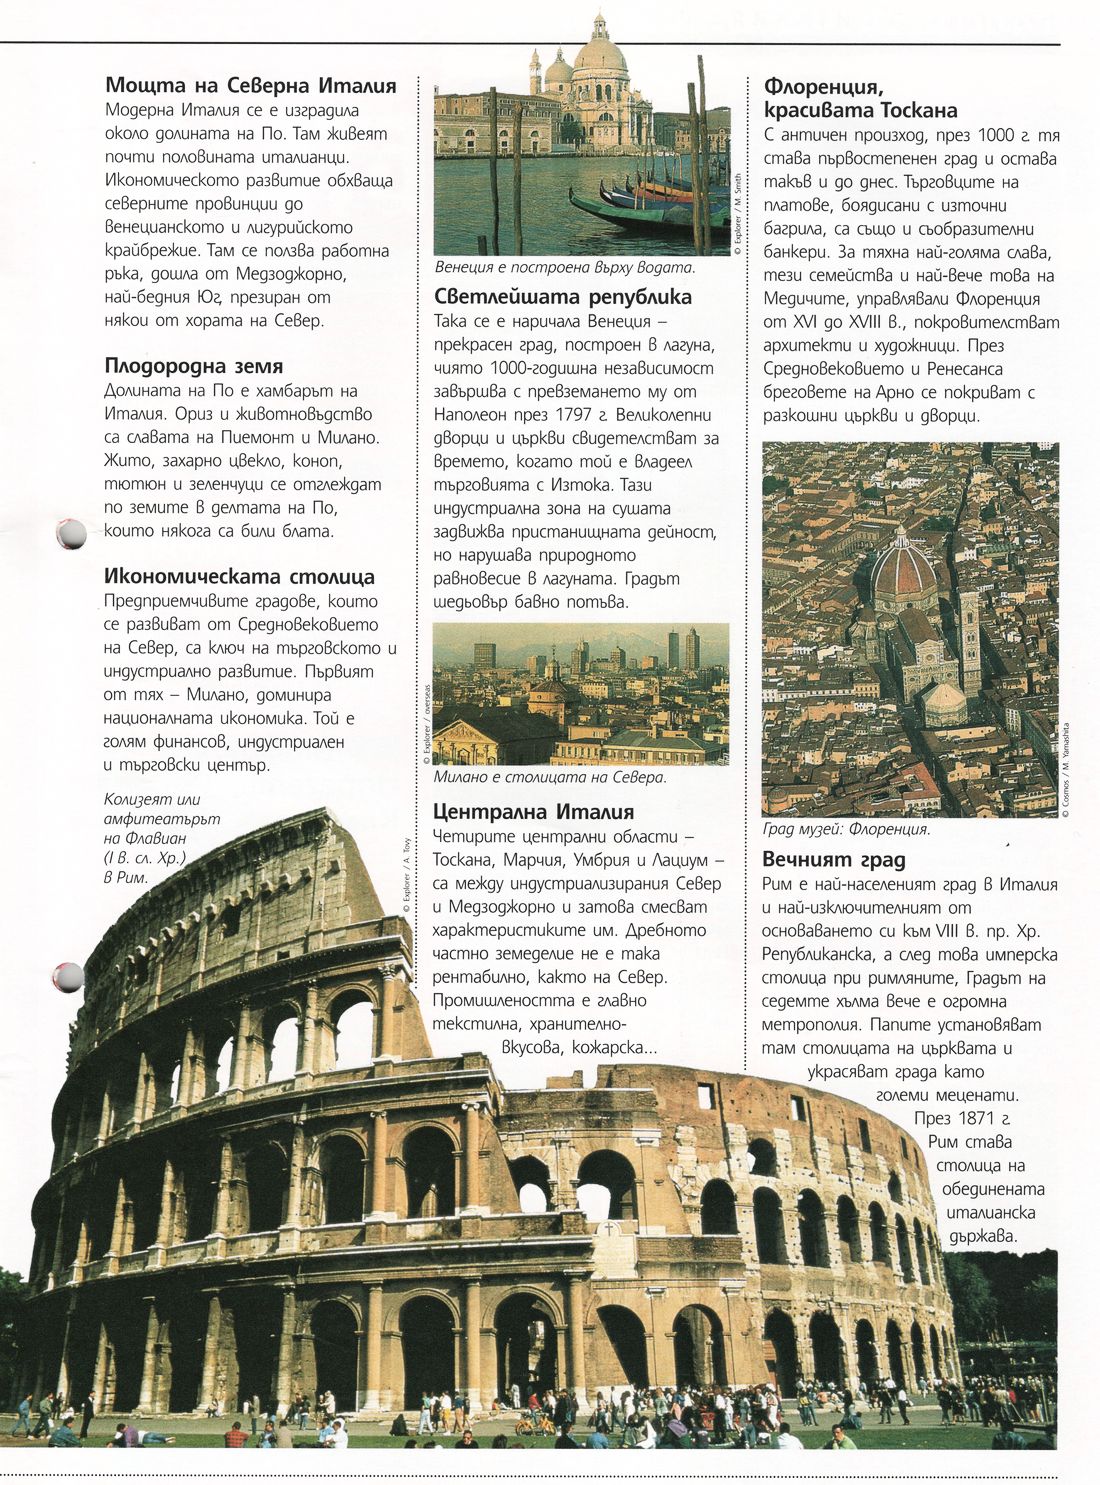 Мощта на Северна Италия
Модерна Италия се е изградила
около долината на По. Там живеят
почти половината италианци.
Икономическото развитие обхваща
северните провинции до
венецианското и лигурийското
крайбрежие. Там се ползва работна
ръка, дошла от Медзоджорно,
най-бедния Юг, презиран от
някои от хората на Север.
Плодородна земя
Долината на По е хамбарът на
Италия. Ориз и животновъдство
са славата на Пиемонт и Милано.
Жито, захарно цвекло, коноп,
тютюн и зеленчуци се отглеждат
по земите в делтата на По,
които някога са били блата.
Икономическата столица
Предприемчивите градове, които
се развиват от Средновековието
на Север, са ключ на търговското и
индустриално развитие. Първият
от тях – Милано, доминира
националната икономика. Той е
голям финансов, индустриален
и търговски център.
Колизеят или
амфитеатърът
на Флавиан
(I в. сл. Хр.)
в Рим.
© Explorer / A. Tovy
© Explorer / M. Smith
Венеция е построена върху водата.
Светлейшата република
Така се е наричала Венеция –
прекрасен град, построен в лагуна,
чиято 1000-годишна независимост
завършва с превземането му от
Наполеон през 1797 г. Великолепни
дворци и църкви свидетелстват за
времето, когато той е владеел
търговията с Изтока. Тази
индустриална зона на сушата
задвижва пристанищната дейност,
но нарушава природното
равновесие в лагуната. Градът
шедьовър бавно потъва.
© Explorer / overseas
Милано е столицата на Севера.
Централна Италия
Четирите централни области –
Тоскана, Марчия, Умбрия и Лациум –
са между индустриализирания Север
и Медзоджорно и затова смесват
характеристиките им. Дребното
частно земеделие не е така
рентабилно, както на Север.
Промишлеността е главно
текстилна, хранително-
вкусова, кожарска...
Флоренция,
красивата Тоскана
С античен произход, през 1000 г. тя
става първостепенен град и остава
такъв и до днес. Търговците на
платове, боядисани с източни
багрила, са също и съобразителни
банкери. За тяхна най-голяма слава,
тези семейства и най-вече това на
Медичите, управлявали Флоренция
от XVI до XVIII в., покровителстват
архитекти и художници. През
Средновековието и Ренесанса
бреговете на Арно се покриват с
разкошни църкви и дворци.
© Cosmos / M. Yamashita
Град музей: Флоренция.
Вечният град
Рим е най-населеният град в Италия
и най-изключителният от
основаването си към VIII в. пр. Хр.
Републиканска, а след това имперска
столица при римляните, Градът на
седемте хълма вече е огромна
метрополия. Папите установяват
там столицата на църквата и
украсяват града като
големи меценати.
През 1871 г.
Рим става
столица на
обединената
италианска
държава.